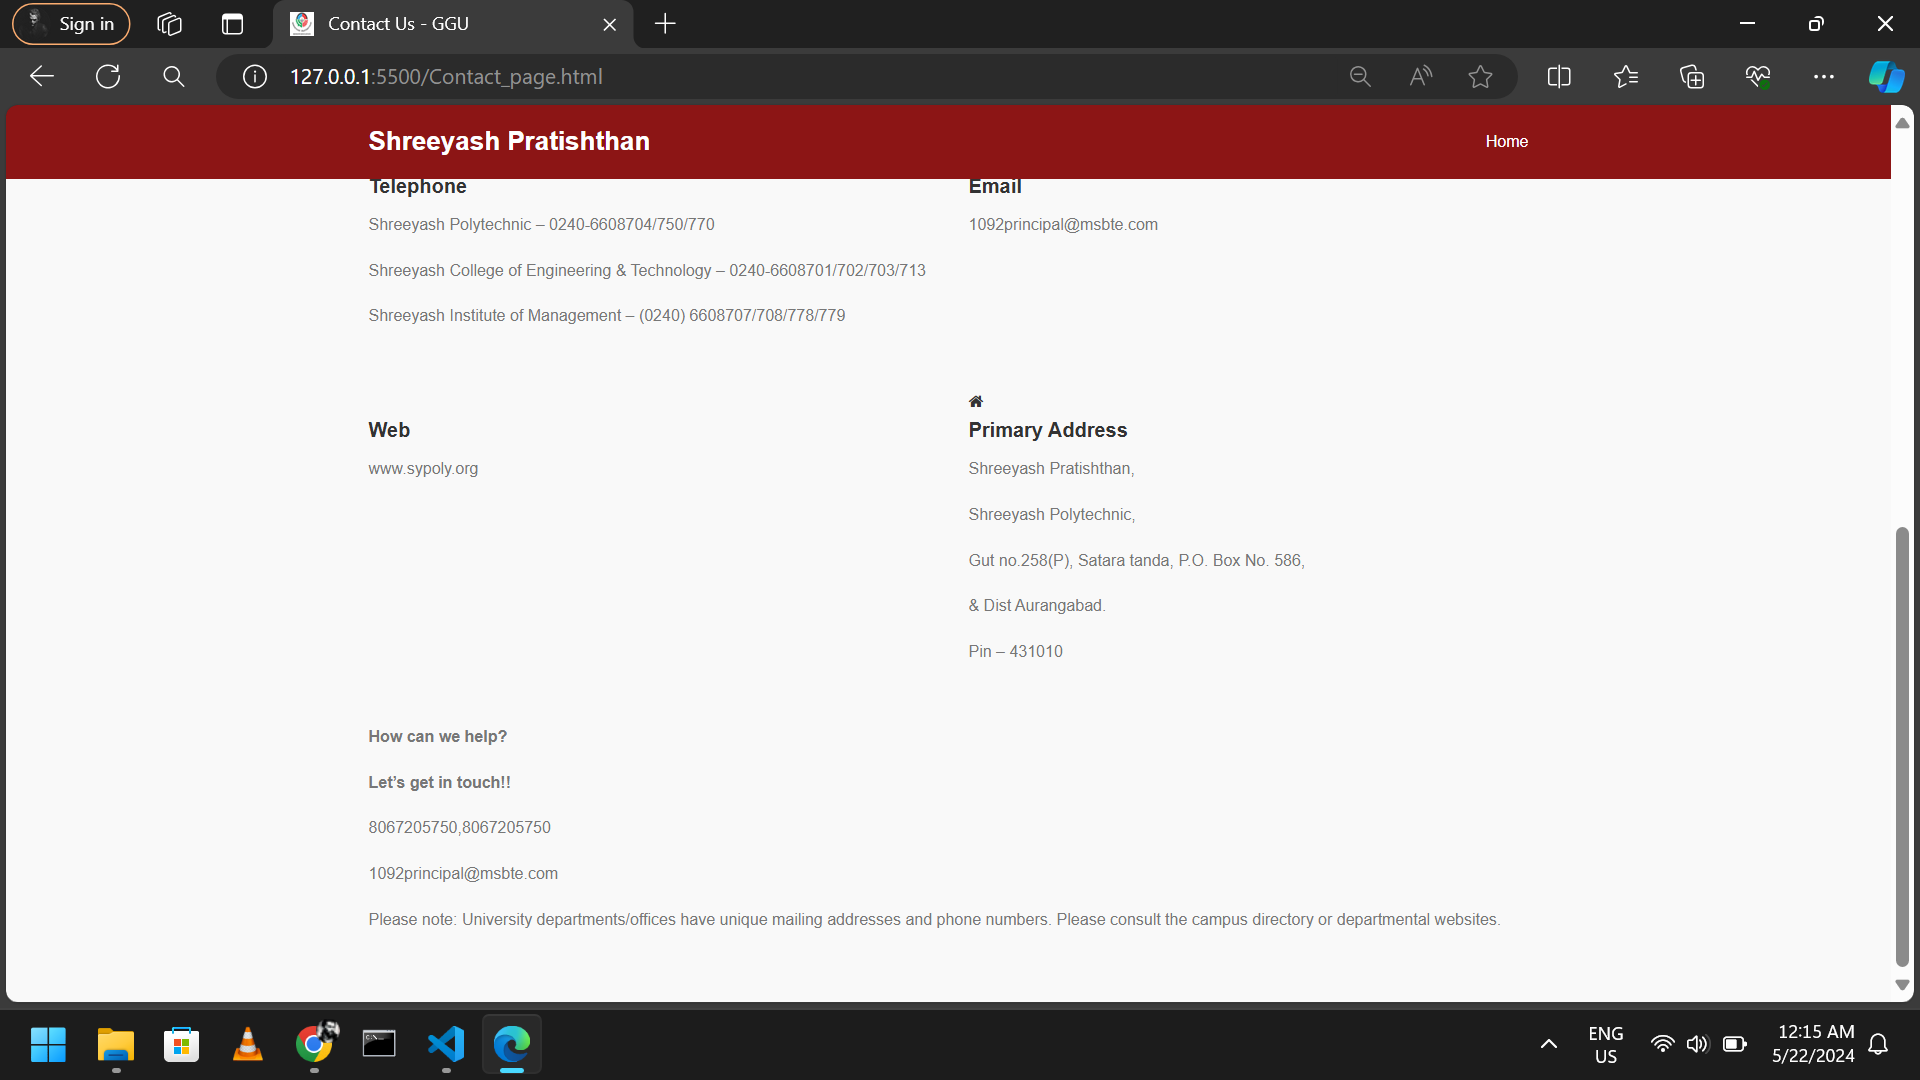 Sign in
Contact Us - GGU
127.0.0.1:5500/Contact_page.html
Shreeyash Pratishthan
Home
Telephone
Shreeyash Polytechnic – 0240-6608704/750/770
Shreeyash College of Engineering & Technology – 0240-6608701/702/703/713
Shreeyash Institute of Management – (0240) 6608707/708/778/779
Email
1092principal@msbte.com
Web
www.sypoly.org
Primary Address
Shreeyash Pratishthan,
Shreeyash Polytechnic,
Gut no.258(P), Satara tanda, P.O. Box No. 586,
& Dist Aurangabad.
Pin – 431010
How can we help?
Let’s get in touch!!
8067205750,8067205750
1092principal@msbte.com
Please note: University departments/offices have unique mailing addresses and phone numbers. Please consult the campus directory or departmental websites.
ENG
US
12:15 AM
5/22/2024